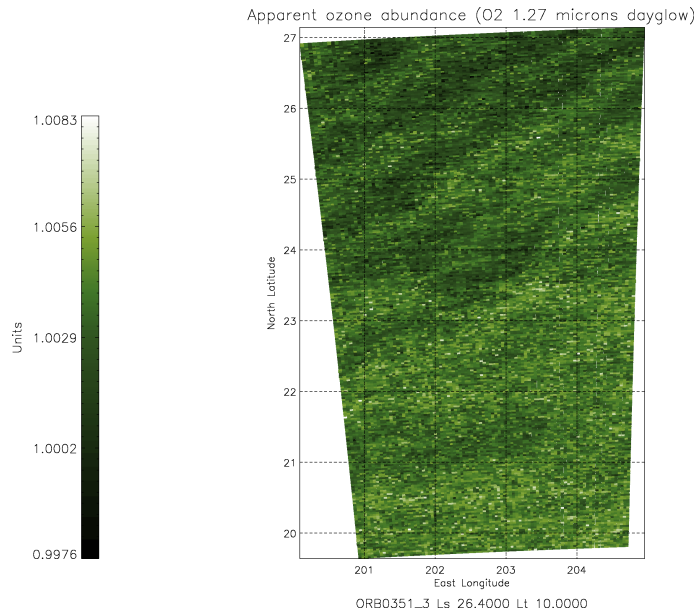 Apparent ozone abundance (O2 1.27 microns dayglow)
1.0083
1.0056
1.0029
1.0002
0.9976
Units
27
26
25
24
23
22
21
20
North Latitude
201 202 203 204
East Longitude
ORB0351_3 Ls 26.4000 Lt 10.0000